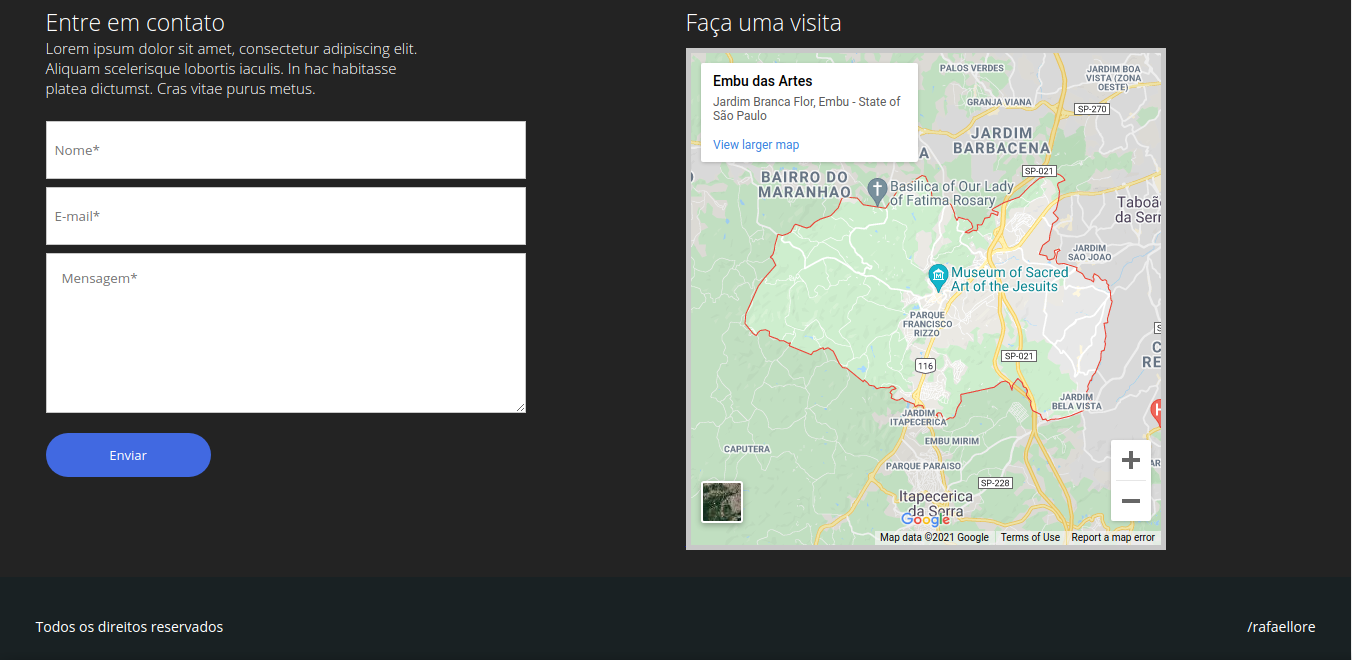 Entre em contato
Lorem ipsum dolor sit amet, consectetur adipiscing elit.
Aliquam scelerisque lobortis iaculis. In hac habitasse
platea dictumst. Cras vitae purus metus.
Nome*
E-mail*
Mensagem*
Enviar
Faça uma visita
Embu das Artes
Jardim Branca Flor, Embu - State of
São Paulo
View larger map
PALOS VERDES
JARDIM BOA
VISTA (ZONA
OESTE)
GRANJA VIANA
SP-270
JARDIM
BARBACENA
A
SP-021
BAIRRO DO
MARANHAO
Basilica of Our Lady
of Fatima Rosary
Taboã
da Serr
JARDIM
SAO JOAO
Museum of Sacred
Art of the Jesuits
PARQUE
FRANCISCO
RIZZO
S
C
RE
SP-021
116
JARDIM
BELA VISTA
H
JARDIM
ITAPECERICA
EMBU MIRIM
CAPUTERA
PARQUE PARAISO
AR
SP-228
Itapecerica
da Serra
Google
Map data ©2021 Google
Terms of Use
Report a map error
Todos os direitos reservados
/rafaellore